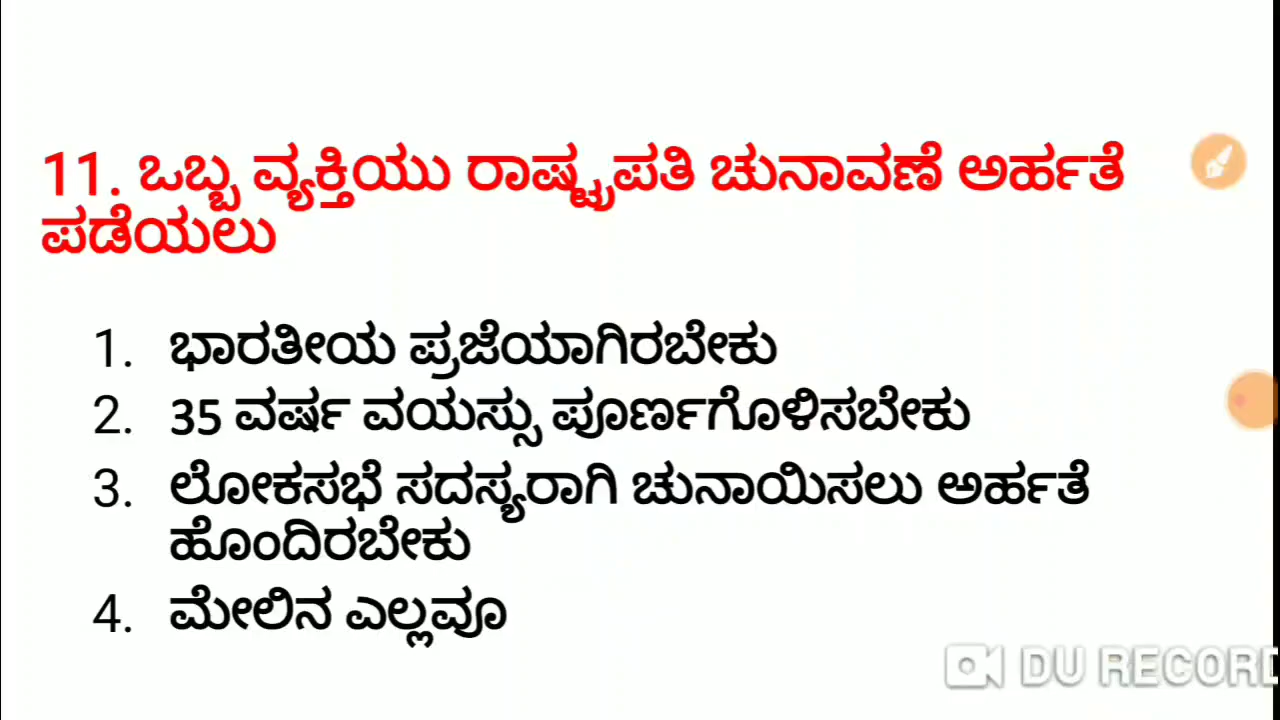 11. ಒಬ್ಬ ವ್ಯಕ್ತಿಯು ರಾಷ್ಟ್ರಪತಿ ಚುನಾವಣೆ ಅರ್ಹತೆ
ಪಡೆಯಲು
1. ಭಾರತೀಯ ಪ್ರಜೆಯಾಗಿರಬೇಕು
2. 35 ವರ್ಷ ವಯಸ್ಸು ಪೂರ್ಣಗೊಳಿಸಬೇಕು
3. ಲೋಕಸಭೆ ಸದಸ್ಯರಾಗಿ ಚುನಾಯಿಸಲು ಅರ್ಹತೆ
ಹೊಂದಿರಬೇಕು
4. ಮೇಲಿನ ಎಲ್ಲವೂ
DU RECORD